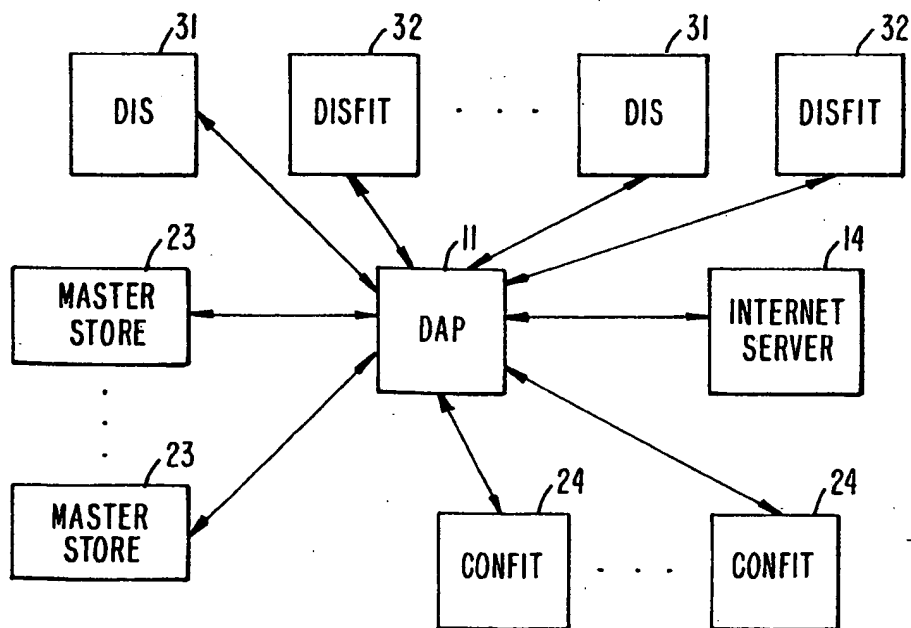 31
32
31
32
DIS
DISFIT
DIS
DISFIT
23
11
14
MASTER
STORE
DAP
INTERNET
SERVER
23
24
24
MASTER
STORE
CONFIT
CONFIT